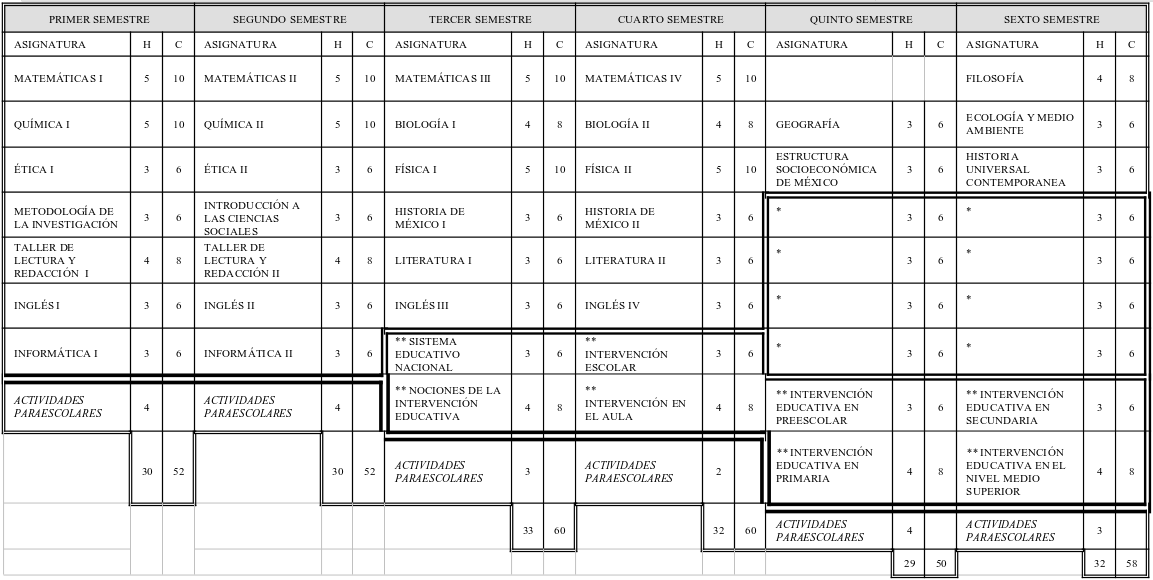 PRIMER SEMESTRE SEGUNDO SEMESTRE TERCER SEMESTRE CUARTO SEMESTRE QUINTO SEMESTRE SEXTO SEMESTRE
ASIGNATURA H C ASIGNATURA H C ASIGNATURA H C ASIGNATURA H C ASIGNATURA H C ASIGNATURA H C
MATEMÁTICAS I 5 10 MATEMÁTICAS II 5 10 MATEMÁTICAS III 5 10 MATEMÁTICAS IV 5 10 FILOSOFÍA 4 8
QUÍMICA I 5 10 QUÍMICA II 5 10 BIOLOGÍA I 4 8 BIOLOGÍA II 4 8 GEOGRAFÍA 3 6 ECOLOGÍA Y MEDIO AMBIENTE 3 6
ÉTICA I 3 6 ÉTICA II 3 6 FÍSICA I 5 10 FÍSICA II 5 10 ESTRUCTURA SOCIOECONÓMICA DE MÉXICO 3 6 HISTORIA UNIVERSAL CONTEMPORANEA 3 6
METODOLOGÍA DE LA INVESTIGACIÓN 3 6 INTRODUCCIÓN A LAS CIENCIAS SOCIALES 3 6 HISTORIA DE MÉXICO I 3 6 HISTORIA DE MÉXICO II 3 6 * 3 6 * 3 6
TALLER DE LECTURA Y REDACCIÓN I 4 8 TALLER DE LECTURA Y REDACCIÓN II 4 8 LITERATURA I 3 6 LITERATURA II 3 6 * 3 6 * 3 6
INGLÉS I 3 6 INGLÉS II 3 6 INGLÉS III 3 6 INGLÉS IV 3 6 * 3 6 * 3 6
INFORMÁTICA I 3 6 INFORMÁTICA II 3 6 ** SISTEMA EDUCATIVO NACIONAL 3 6 ** INTERVENCIÓN ESCOLAR 3 6 * 3 6 * 3 6
ACTIVIDADES PARAESCOLARES 4 ACTIVIDADES PARAESCOLARES 4 ** NOCIONES DE LA INTERVENCIÓN EDUCATIVA 4 8 ** INTERVENCIÓN EN EL AULA 4 8 ** INTERVENCIÓN EDUCATIVA EN PREESCOLAR 3 6 ** INTERVENCIÓN EDUCATIVA EN SECUNDARIA 3 6
30 52 30 52 ACTIVIDADES PARAESCOLARES 3 ACTIVIDADES PARAESCOLARES 2 ** INTERVENCIÓN EDUCATIVA EN PRIMARIA 4 8 ** INTERVENCIÓN EDUCATIVA EN EL NIVEL MEDIO SUPERIOR 4 8
33 60 32 60 ACTIVIDADES PARAESCOLARES 4 ACTIVIDADES PARAESCOLARES 3
29 50 32 58